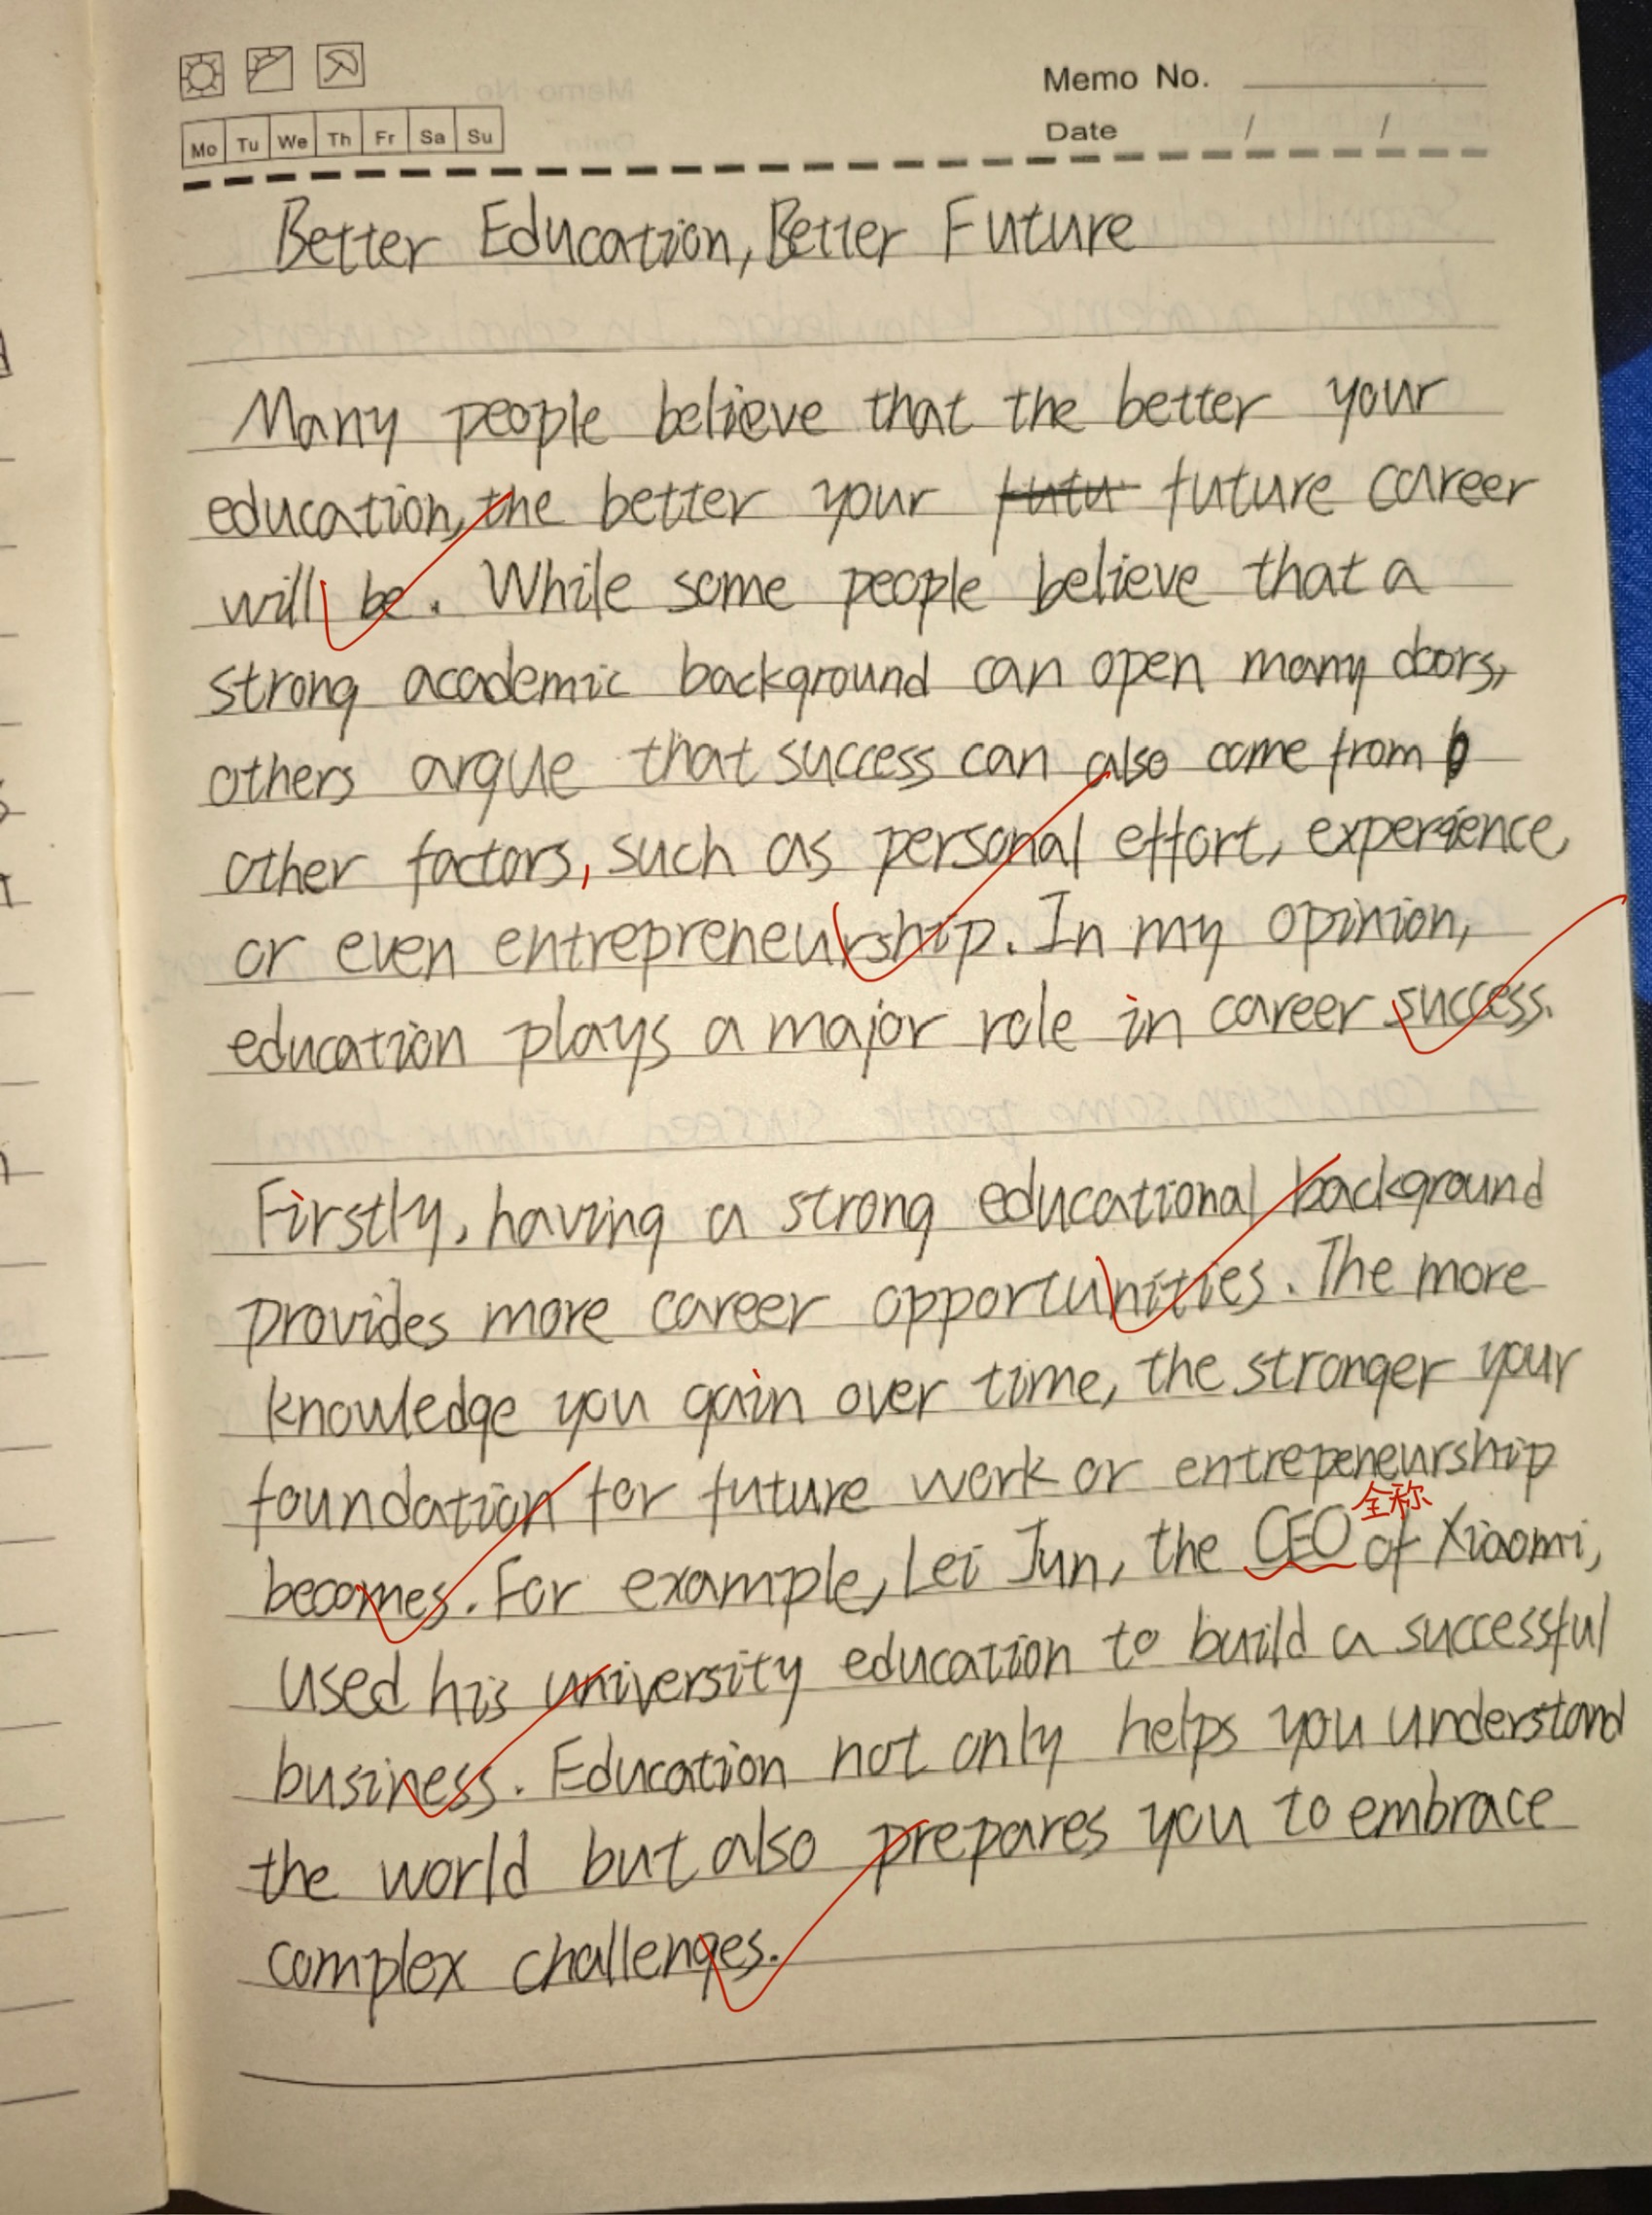 Memo No.
Mo Tu We Th Fr Sa Su
Date / /
Better Education, Better Future
Many people believe that the better your
education, the better your futu future career
will be. While some people believe that a
strong academic background can open many doors,
others argue that success can also come from
other factors, such as personal effort, experience,
or even entrepreneurship. In my opinion,
education plays a major role in career success.
Firstly, having a strong educational background
provides more career opportunities. The more
knowledge you gain over time, the stronger your
foundation for future work or entrepeneurship
全称
becomes. For example, Lei Jun, the CEO of Xiaomi,
used his university education to build a successful
business. Education not only helps you understand
the world but also prepares you to embrace
complex challenges.